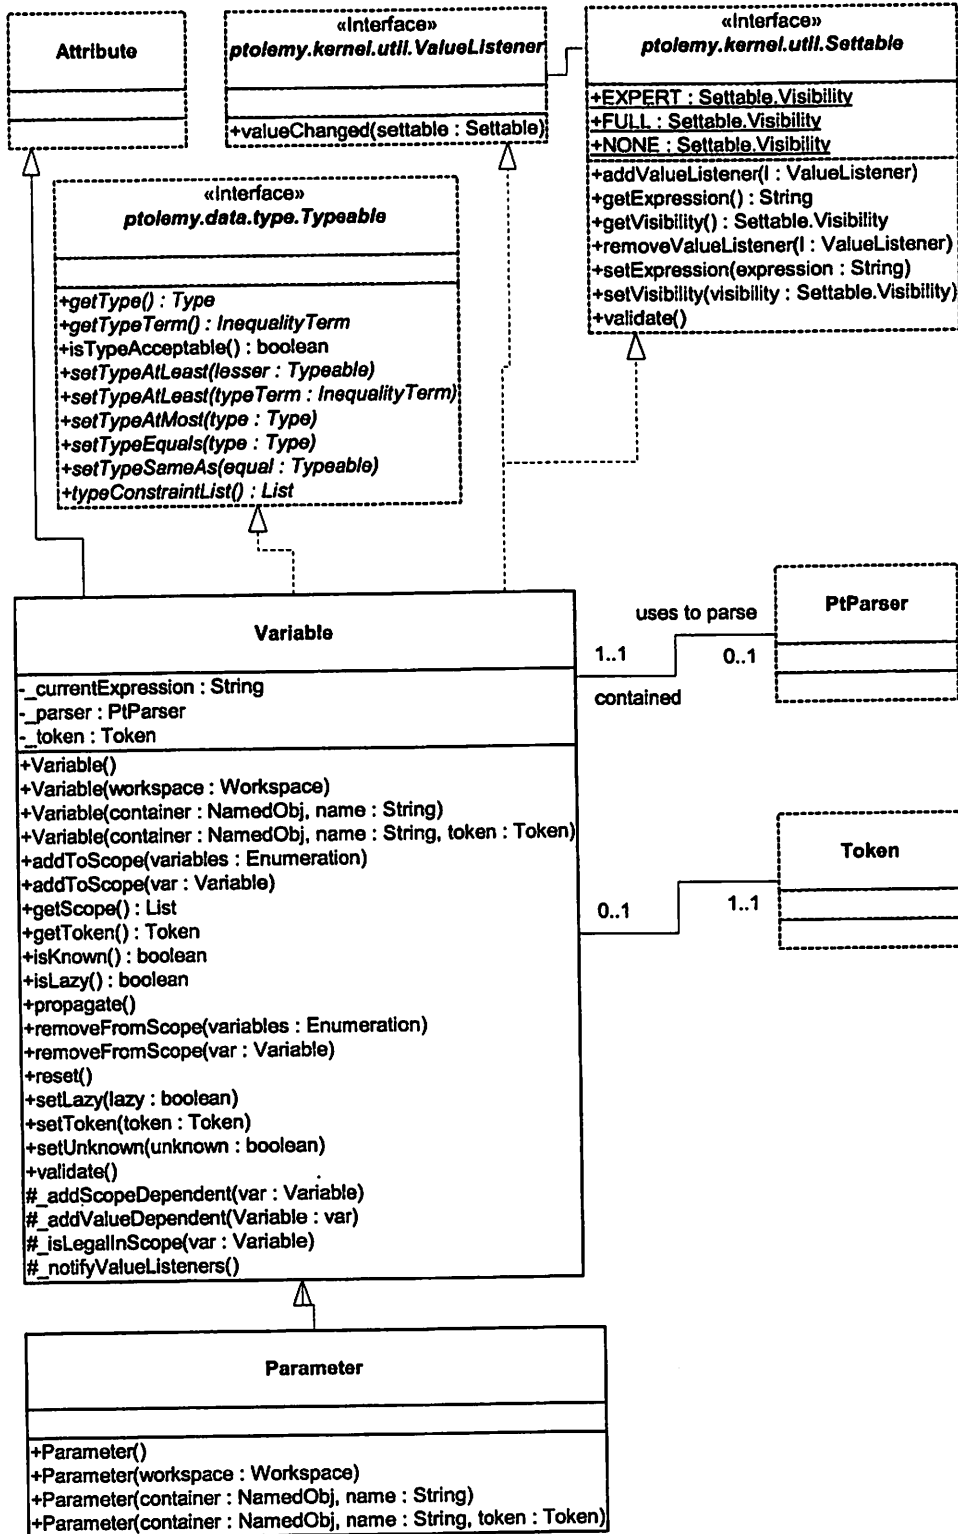 Attribute
«Interface»
ptolemy.kernel.util.ValueListener
+valueChanged(settable : Settable)
«Interface»
ptolemy.kernel.util.Settable
+EXPERT : Settable.Visibility
+FULL : Settable.Visibility
+NONE : Settable.Visibility
+addValueListener(l : ValueListener)
+getExpression() : String
+getVisibility() : Settable.Visibility
+removeValueListener(l : ValueListener)
+setExpression(expression : String)
+setVisibility(visibility : Settable.Visibility)
+validate()
«Interface»
ptolemy.data.type.Typeable
+getType() : Type
+getTypeTerm() : InequalityTerm
+isTypeAcceptable() : boolean
+setTypeAtLeast(lesser : Typeable)
+setTypeAtLeast(typeTerm : InequalityTerm)
+setTypeAtMost(type : Type)
+setTypeEquals(type : Type)
+setTypeSameAs(equal : Typeable)
+typeConstraintList() : List
Variable
-_currentExpression : String
-_parser : PtParser
-_token : Token
+Variable()
+Variable(workspace : Workspace)
+Variable(container : NamedObj, name : String)
+Variable(container : NamedObj, name : String, token : Token)
+addToScope(variables : Enumeration)
+addToScope(var : Variable)
+getScope() : List
+getToken() : Token
+isKnown() : boolean
+isLazy() : boolean
+propagate()
+removeFromScope(variables : Enumeration)
+removeFromScope(var : Variable)
+reset()
+setLazy(lazy : boolean)
+setToken(token : Token)
+setUnknown(unknown : boolean)
+validate()
#_addScopeDependent(var : Variable)
#_addValueDependent(Variable : var)
#_isLegalInScope(var : Variable)
#_notifyValueListeners()
uses to parse
1..1
0..1
contained
PtParser
0..1
1..1
Token
Parameter
+Parameter()
+Parameter(workspace : Workspace)
+Parameter(container : NamedObj, name : String)
+Parameter(container : NamedObj, name : String, token : Token)